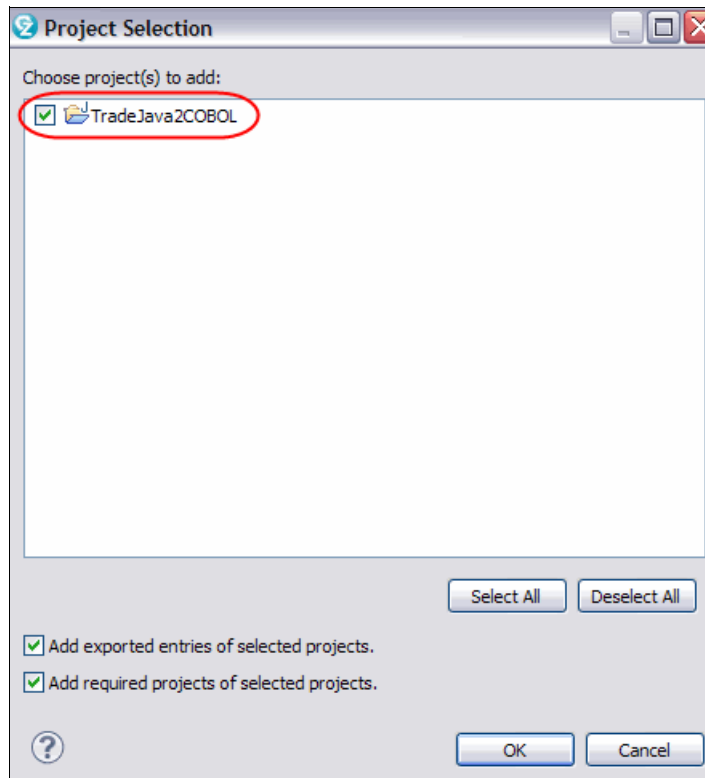 Project Selection
Choose project(s) to add:
TradeJava2COBOL
Select All Deselect All
Add exported entries of selected projects.
Add required projects of selected projects.
OK Cancel